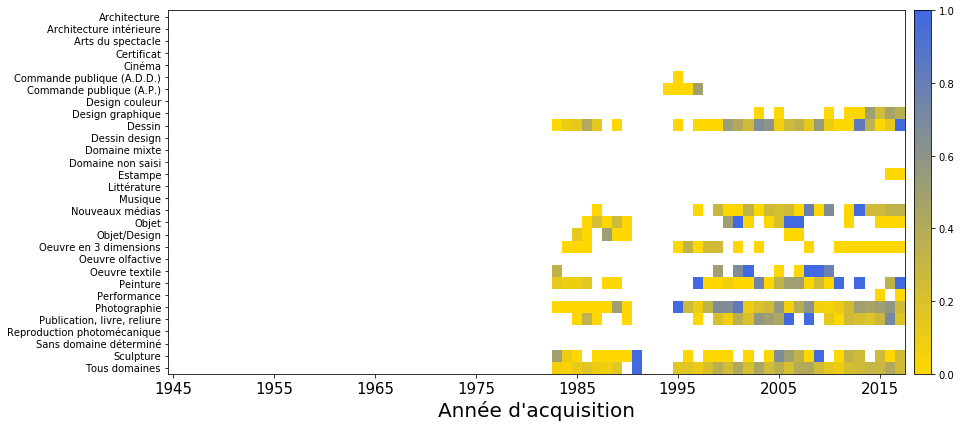 Architecture
Architecture intérieure
Arts du spectacle
Certificat
Cinéma
Commande publique (A.D.D.)
Commande publique (A.P.)
Design couleur
Design graphique
Dessin
Dessin design
Domaine mixte
Domaine non saisi
Estampe
Littérature
Musique
Nouveaux médias
Objet
Objet/Design
Oeuvre en 3 dimensions
Oeuvre olfactive
Oeuvre textile
Peinture
Performance
Photographie
Publication, livre, reliure
Reproduction photomécanique
Sans domaine déterminé
Sculpture
Tous domaines
1945 1955 1965 1975 1985 1995 2005 2015
Année d'acquisition
1.0
0.8
0.6
0.4
0.2
0.0